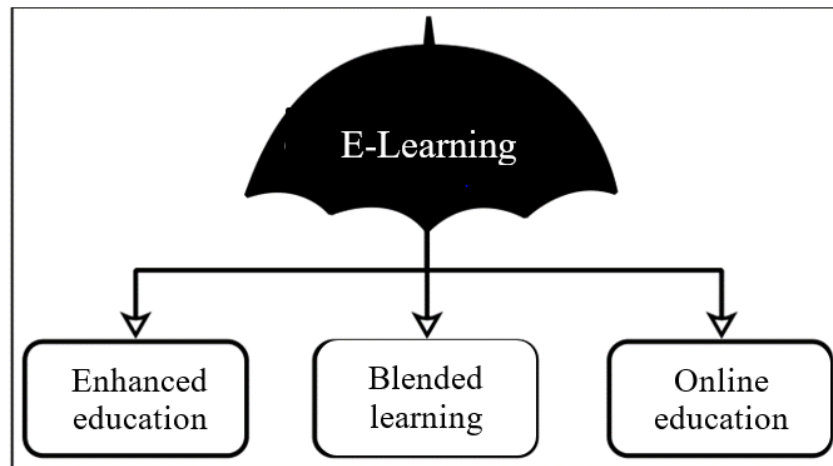 E-Learning
Enhanced
education
Blended
learning
Online
education